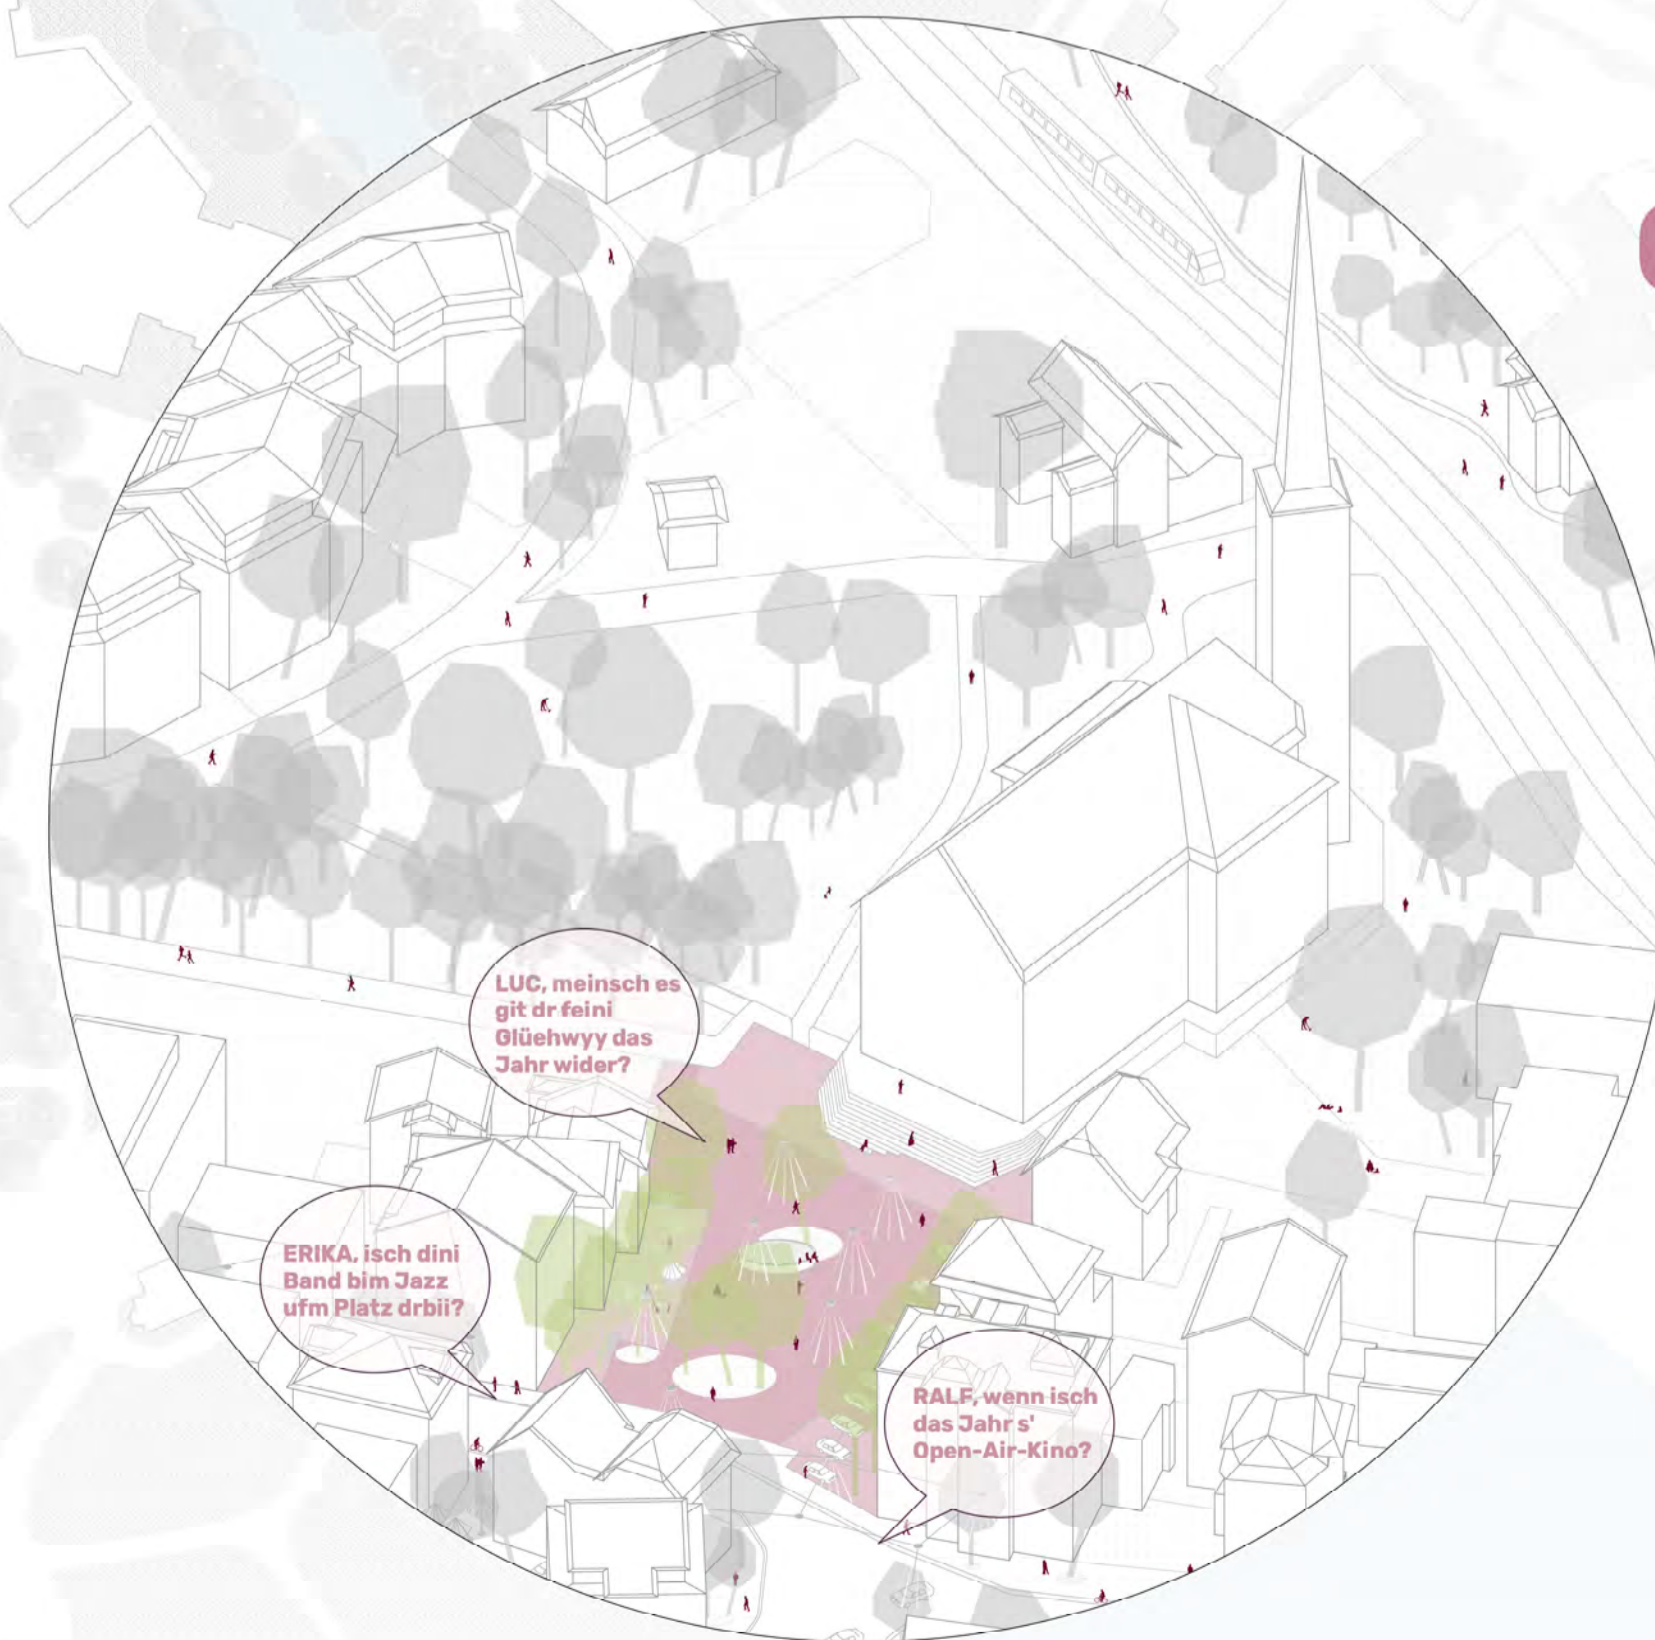 LUC, meinsch es
git dr feini
Glüehwyy das
Jahr wider?
ERIKA, isch dini
Band bim Jazz
ufm Platz drbii?
RALF, wenn isch
das Jahr s'
Open-Air-Kino?